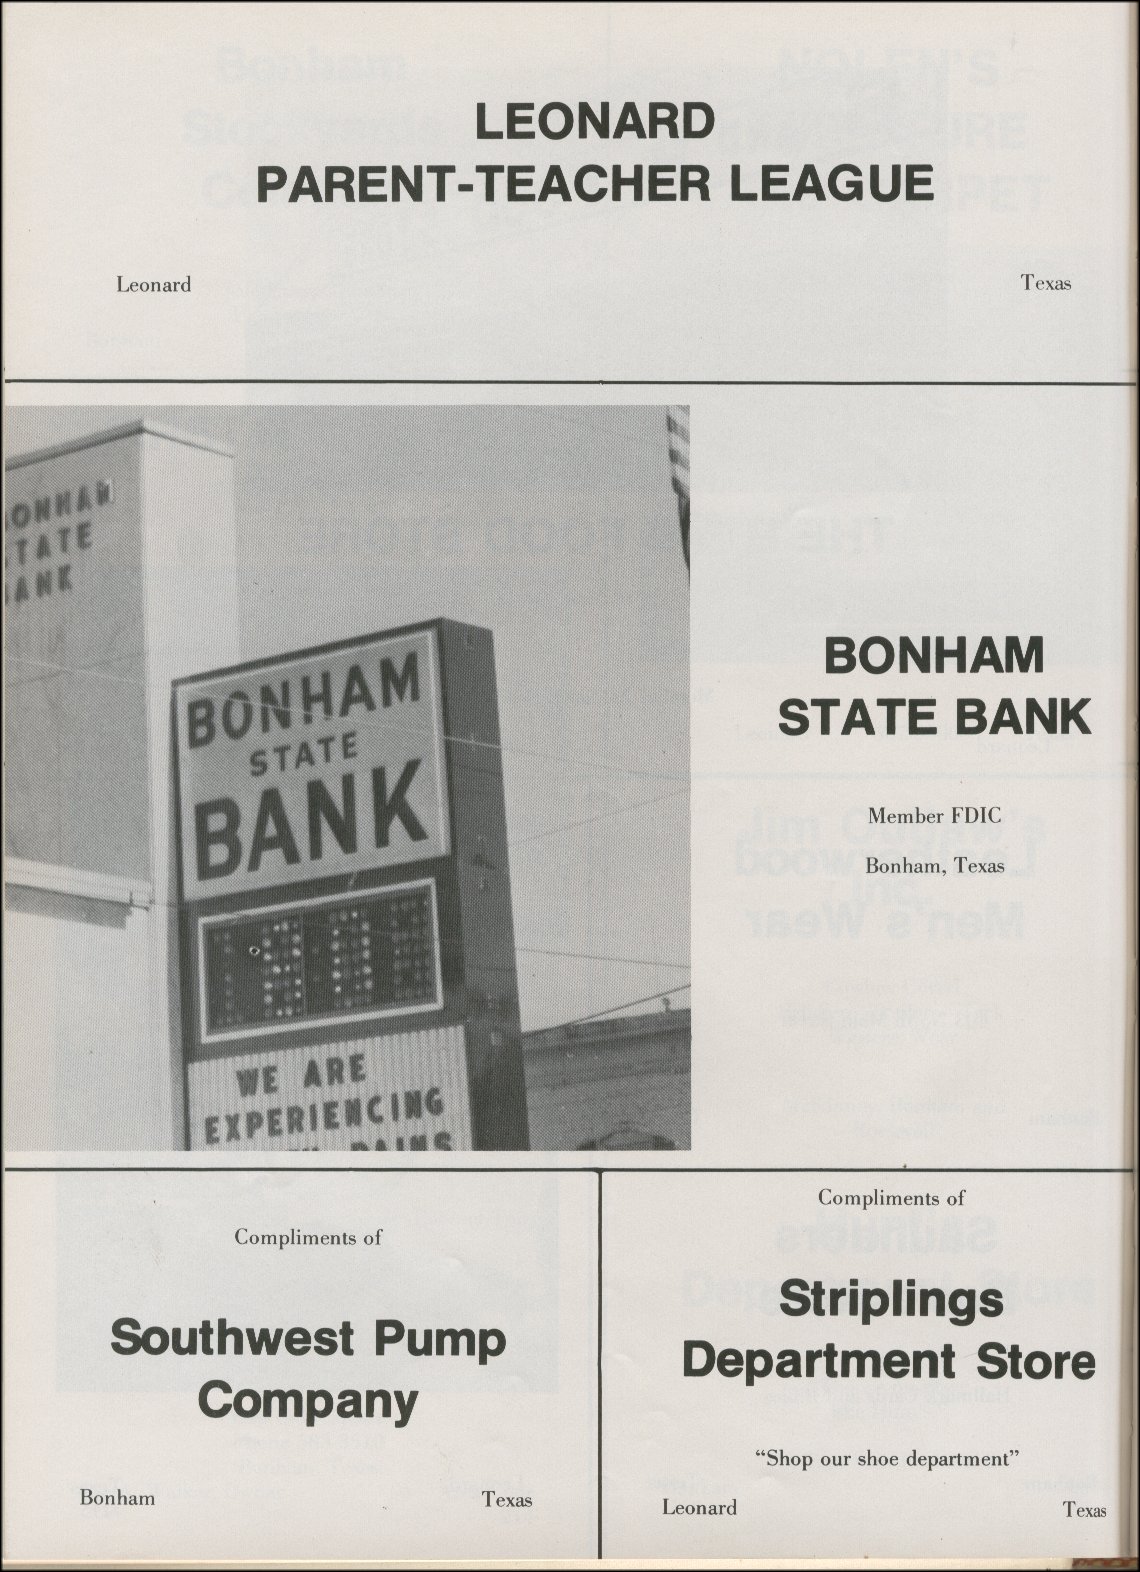 LEONARD
PARENT-TEACHER LEAGUE
Leonard Texas
BONHAM
STATE
BANK
BONHAM
STATE
BANK
WE ARE
EXPERIENCING
BONHAM
STATE BANK
Member FDIC
Bonham, Texas
Compliments of
Southwest Pump
Company
Bonham Texas
Compliments of
Striplings
Department Store
“Shop our shoe department”
Leonard Texas